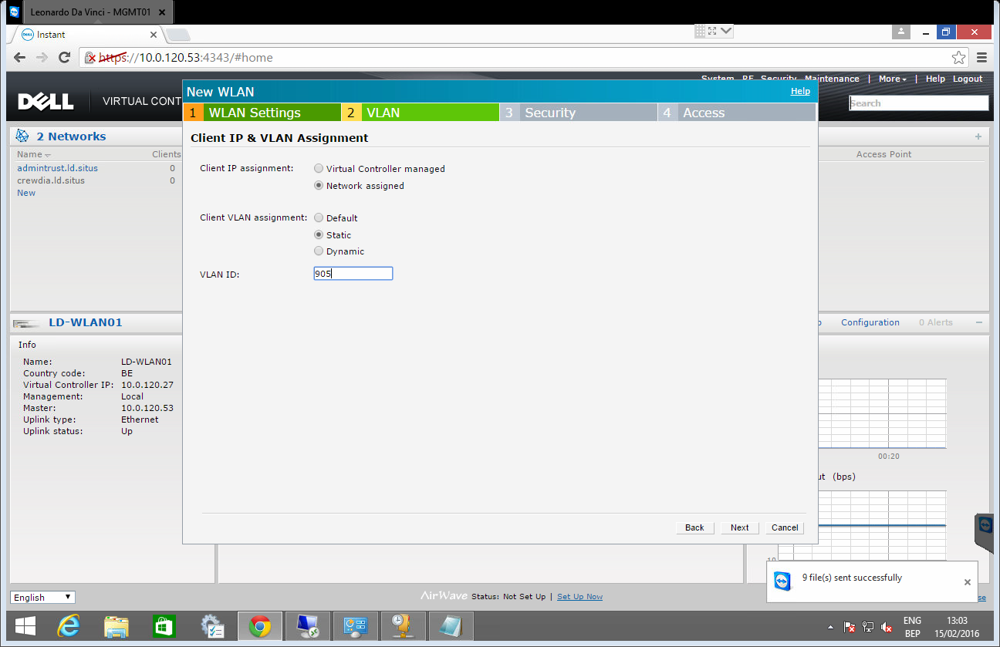 Leonardo Da Vinci - MGMT01
Instant
https://10.0.120.53:4343/#home
System RF Security Maintenance | More | Help Logout
DELL VIRTUAL CONT
Search
New WLAN Help
1 WLAN Settings 2 VLAN 3 Security 4 Access
2 Networks
Name Clients
admintrust.ld.situs 0
crewdia.ld.situs 0
New
Client IP & VLAN Assignment
Client IP assignment: Virtual Controller managed
Network assigned
Client VLAN assignment: Default
Static
Dynamic
VLAN ID: 905
Back Next Cancel
+
Access Point
LD-WLAN01
Configuration 0 Alerts
Info
Name: LD-WLAN01
Country code: BE
Virtual Controller IP: 10.0.120.27
Management: Local
Master: 10.0.120.53
Uplink type: Ethernet
Uplink status: Up
00:20
(bps)
10
9 file(s) sent successfully
English
AirWave Status: Not Set Up | Set Up Now
ENG 13:03
BEP 15/02/2016